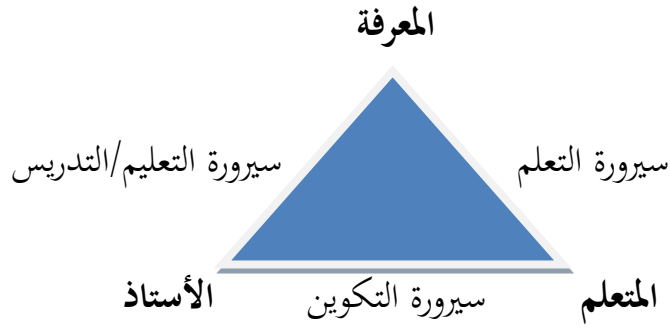 المعرفة
سيرورة التعلم
سيرورة التعليم/التدريس
المتعلم
سيرورة التكوين
الأستاذ